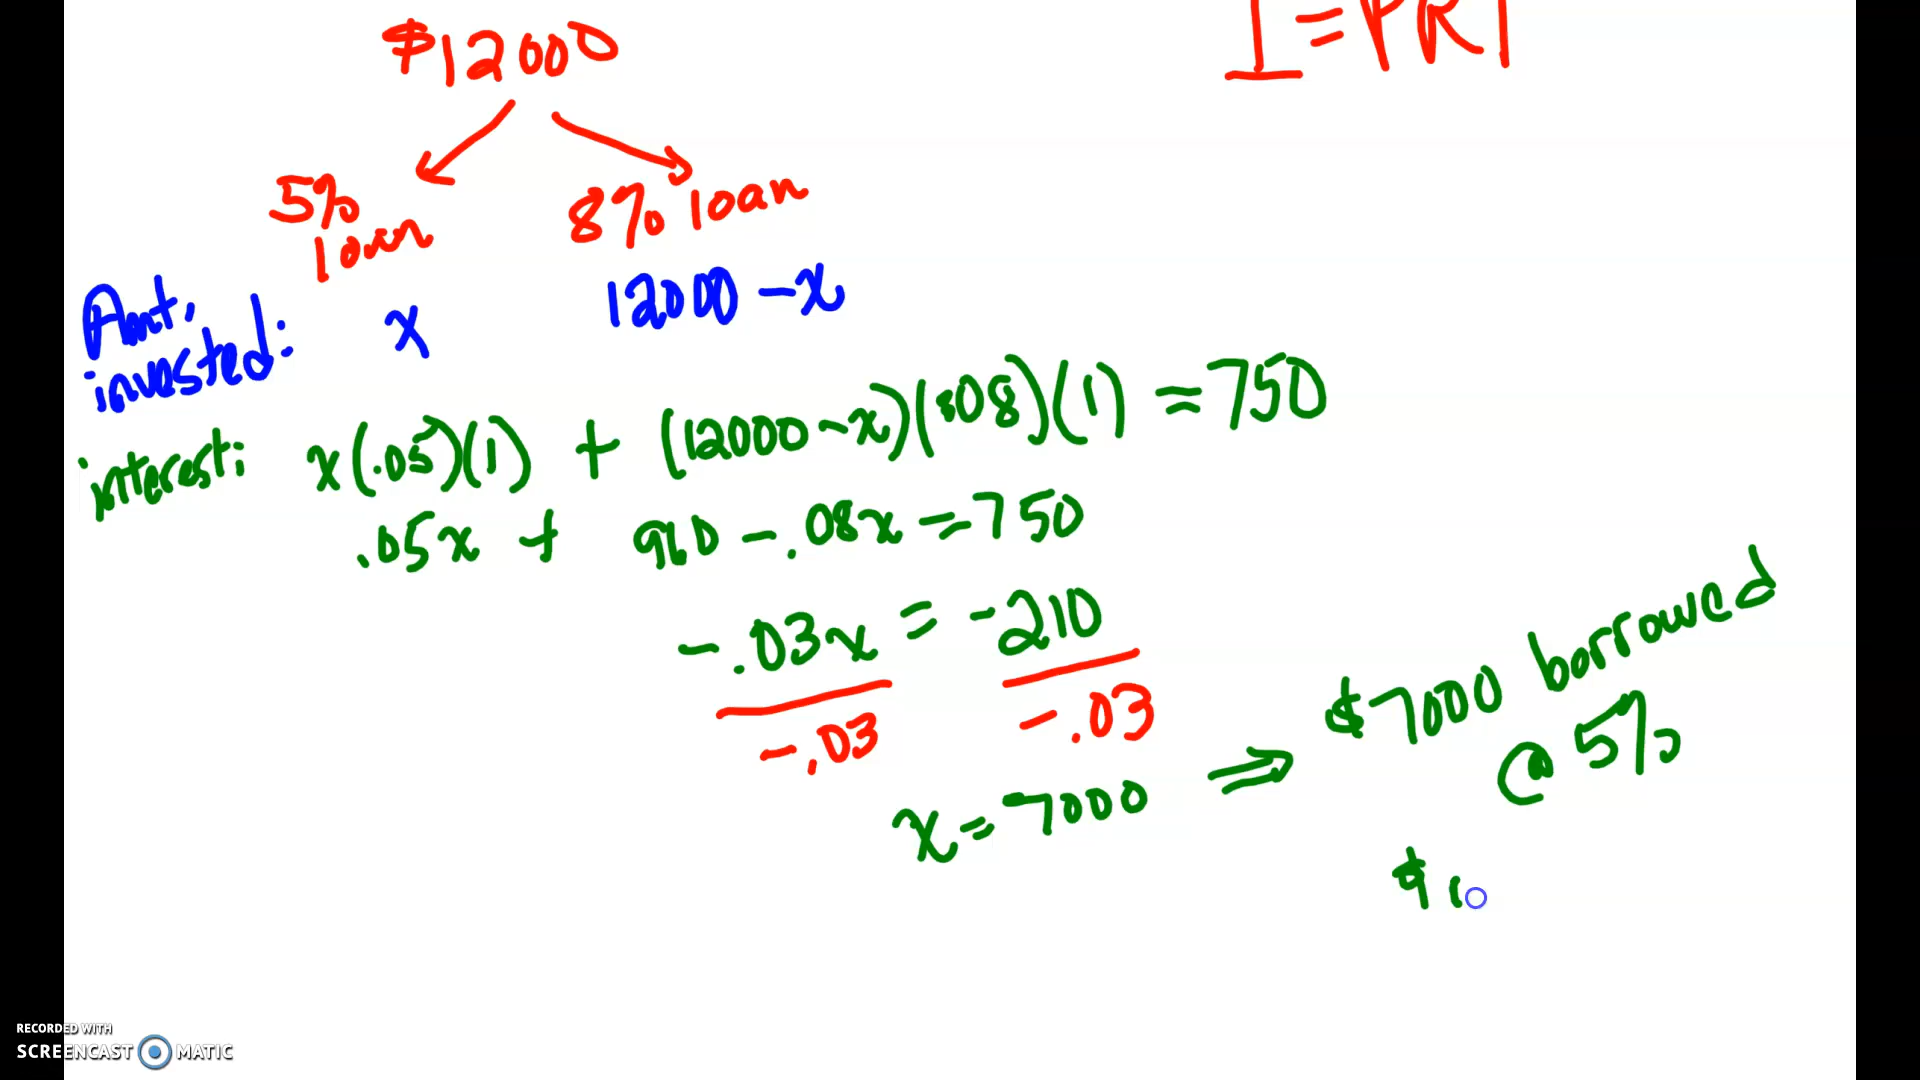 $12000
I=PRT
5% loan
8% loan
Amt. invested: x 12000-x
interest: x(.05)(1) + (12000-x)(.08)(1) = 750
.05x + 960 -.08x = 750
-.03x = -210
-.03 -.03
x = 7000 ⇒ $7000 borrowed
@ 5%
$
RECORDED WITH
SCREENCAST MATIC